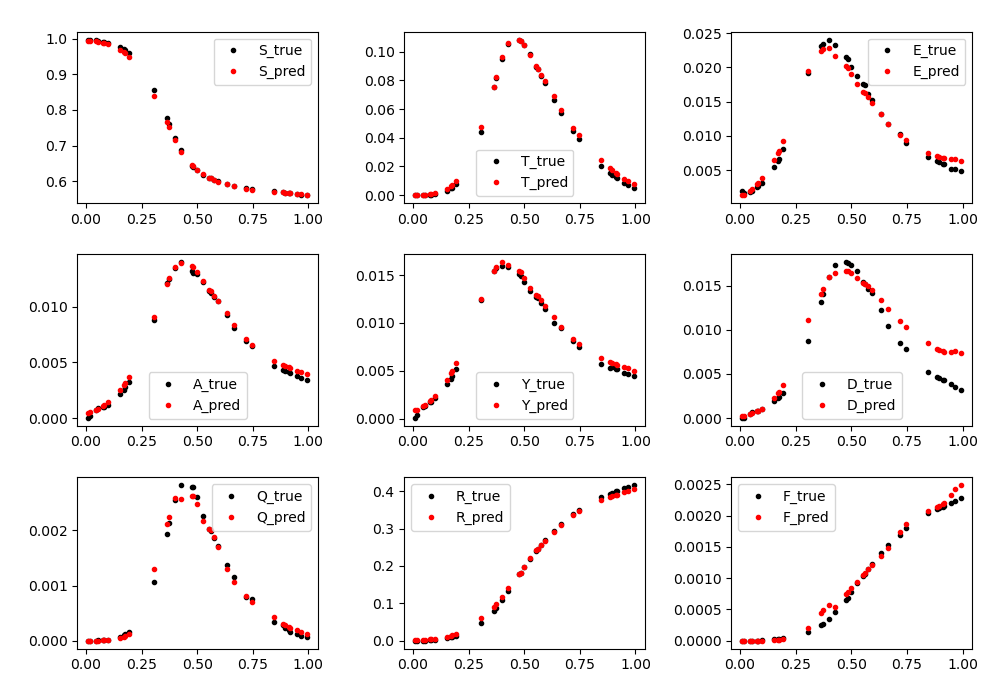 1.0
0.9
0.8
0.7
0.6
S_true
S_pred
0.00 0.25 0.50 0.75 1.00
0.10
0.08
0.06
0.04
0.02
0.00
T_true
T_pred
0.00 0.25 0.50 0.75 1.00
0.025
0.020
0.015
0.010
0.005
E_true
E_pred
0.00 0.25 0.50 0.75 1.00
0.010
0.005
0.000
A_true
A_pred
0.00 0.25 0.50 0.75 1.00
0.015
0.010
0.005
0.000
Y_true
Y_pred
0.00 0.25 0.50 0.75 1.00
0.015
0.010
0.005
0.000
D_true
D_pred
0.00 0.25 0.50 0.75 1.00
0.002
0.001
0.000
Q_true
Q_pred
0.00 0.25 0.50 0.75 1.00
0.4
0.3
0.2
0.1
0.0
R_true
R_pred
0.00 0.25 0.50 0.75 1.00
0.0025
0.0020
0.0015
0.0010
0.0005
0.0000
F_true
F_pred
0.00 0.25 0.50 0.75 1.00